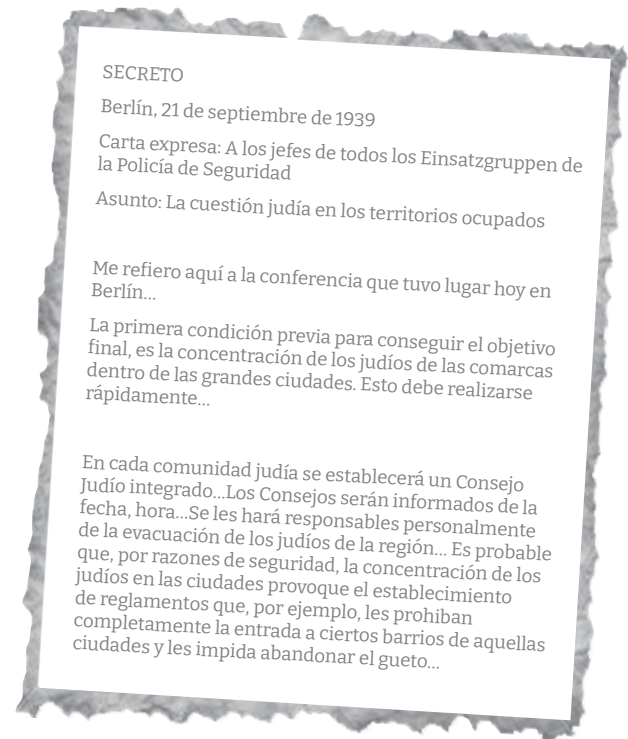 SECRETO
Berlín, 21 de septiembre de 1939
Carta expresa: A los jefes de todos los Einsatzgruppen de
la Policía de Seguridad
Asunto: La cuestión judía en los territorios ocupados
Me refiero aquí a la conferencia que tuvo lugar hoy en
Berlín...
La primera condición previa para conseguir el objetivo
final, es la concentración de los judíos de las comarcas
dentro de las grandes ciudades. Esto debe realizarse
rápidamente...
En cada comunidad judía se establecerá un Consejo
Judío integrado...Los Consejos serán informados de la
fecha, hora...Se les hará responsables personalmente
de la evacuación de los judíos de la región... Es probable
que, por razones de seguridad, la concentración de los
judíos en las ciudades provoque el establecimiento
de reglamentos que, por ejemplo, les prohiban
completamente la entrada a ciertos barrios de aquellas
ciudades y les impida abandonar el gueto...